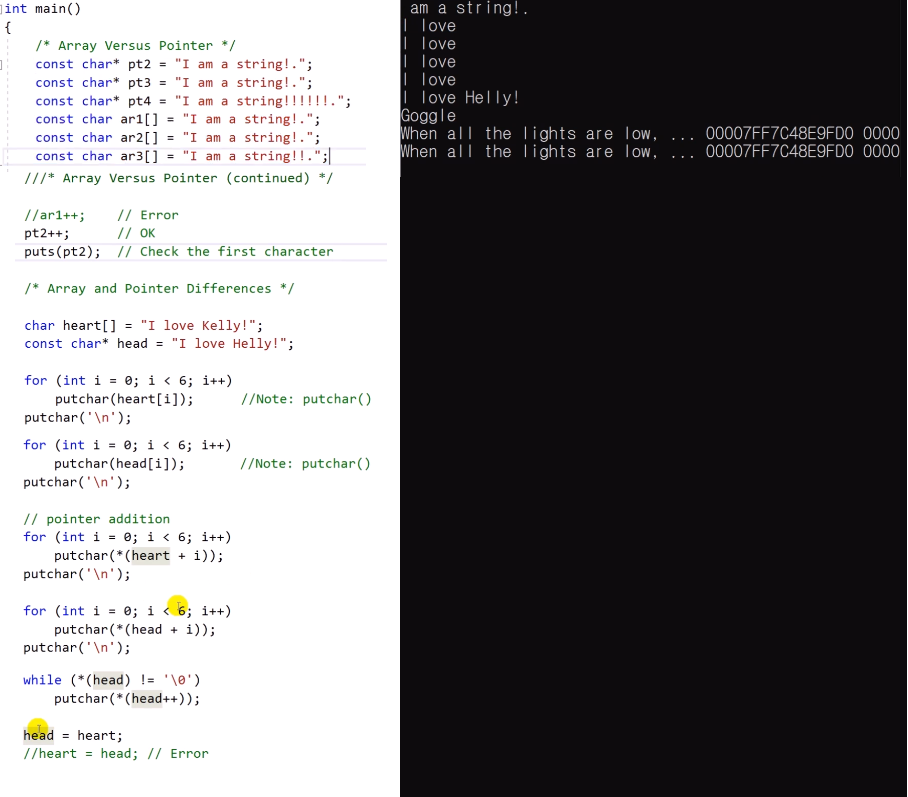 int main()
{
/* Array Versus Pointer */
const char* pt2 = "I am a string!.";
const char* pt3 = "I am a string!.";
const char* pt4 = "I am a string!!!!!!.";
const char ar1[] = "I am a string!.";
const char ar2[] = "I am a string!.";
const char ar3[] = "I am a string!!.";
///* Array Versus Pointer (continued) */
//ar1++;    // Error
pt2++;      // OK
puts(pt2);  // Check the first character
/* Array and Pointer Differences */
char heart[] = "I love Kelly!";
const char* head = "I love Helly!";
for (int i = 0; i < 6; i++)
putchar(heart[i]);      //Note: putchar()
putchar('\n');
for (int i = 0; i < 6; i++)
putchar(head[i]);       //Note: putchar()
putchar('\n');
// pointer addition
for (int i = 0; i < 6; i++)
putchar(*(heart + i));
putchar('\n');
for (int i = 0; i < 6; i++)
putchar(*(head + i));
putchar('\n');
while (*(head) != '\0')
putchar(*(head++));
head = heart;
//heart = head; // Error
am a string!.
I love
I love
I love
I love
I love Helly!
Goggle
When all the lights are low, ... 00007FF7C48E9FD0 0000
When all the lights are low, ... 00007FF7C48E9FD0 0000